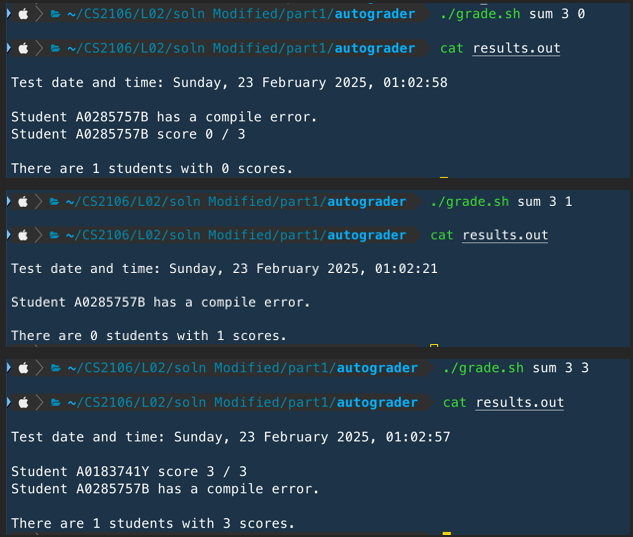 ~/CS2106/L02/soln Modified/part1/autograder ./grade.sh sum 3 0
~/CS2106/L02/soln Modified/part1/autograder cat results.out
Test date and time: Sunday, 23 February 2025, 01:02:58
Student A0285757B has a compile error.
Student A0285757B score 0 / 3
There are 1 students with 0 scores.
~/CS2106/L02/soln Modified/part1/autograder ./grade.sh sum 3 1
~/CS2106/L02/soln Modified/part1/autograder cat results.out
Test date and time: Sunday, 23 February 2025, 01:02:21
Student A0285757B has a compile error.
There are 0 students with 1 scores.
~/CS2106/L02/soln Modified/part1/autograder ./grade.sh sum 3 3
~/CS2106/L02/soln Modified/part1/autograder cat results.out
Test date and time: Sunday, 23 February 2025, 01:02:57
Student A0183741Y score 3 / 3
Student A0285757B has a compile error.
There are 1 students with 3 scores.